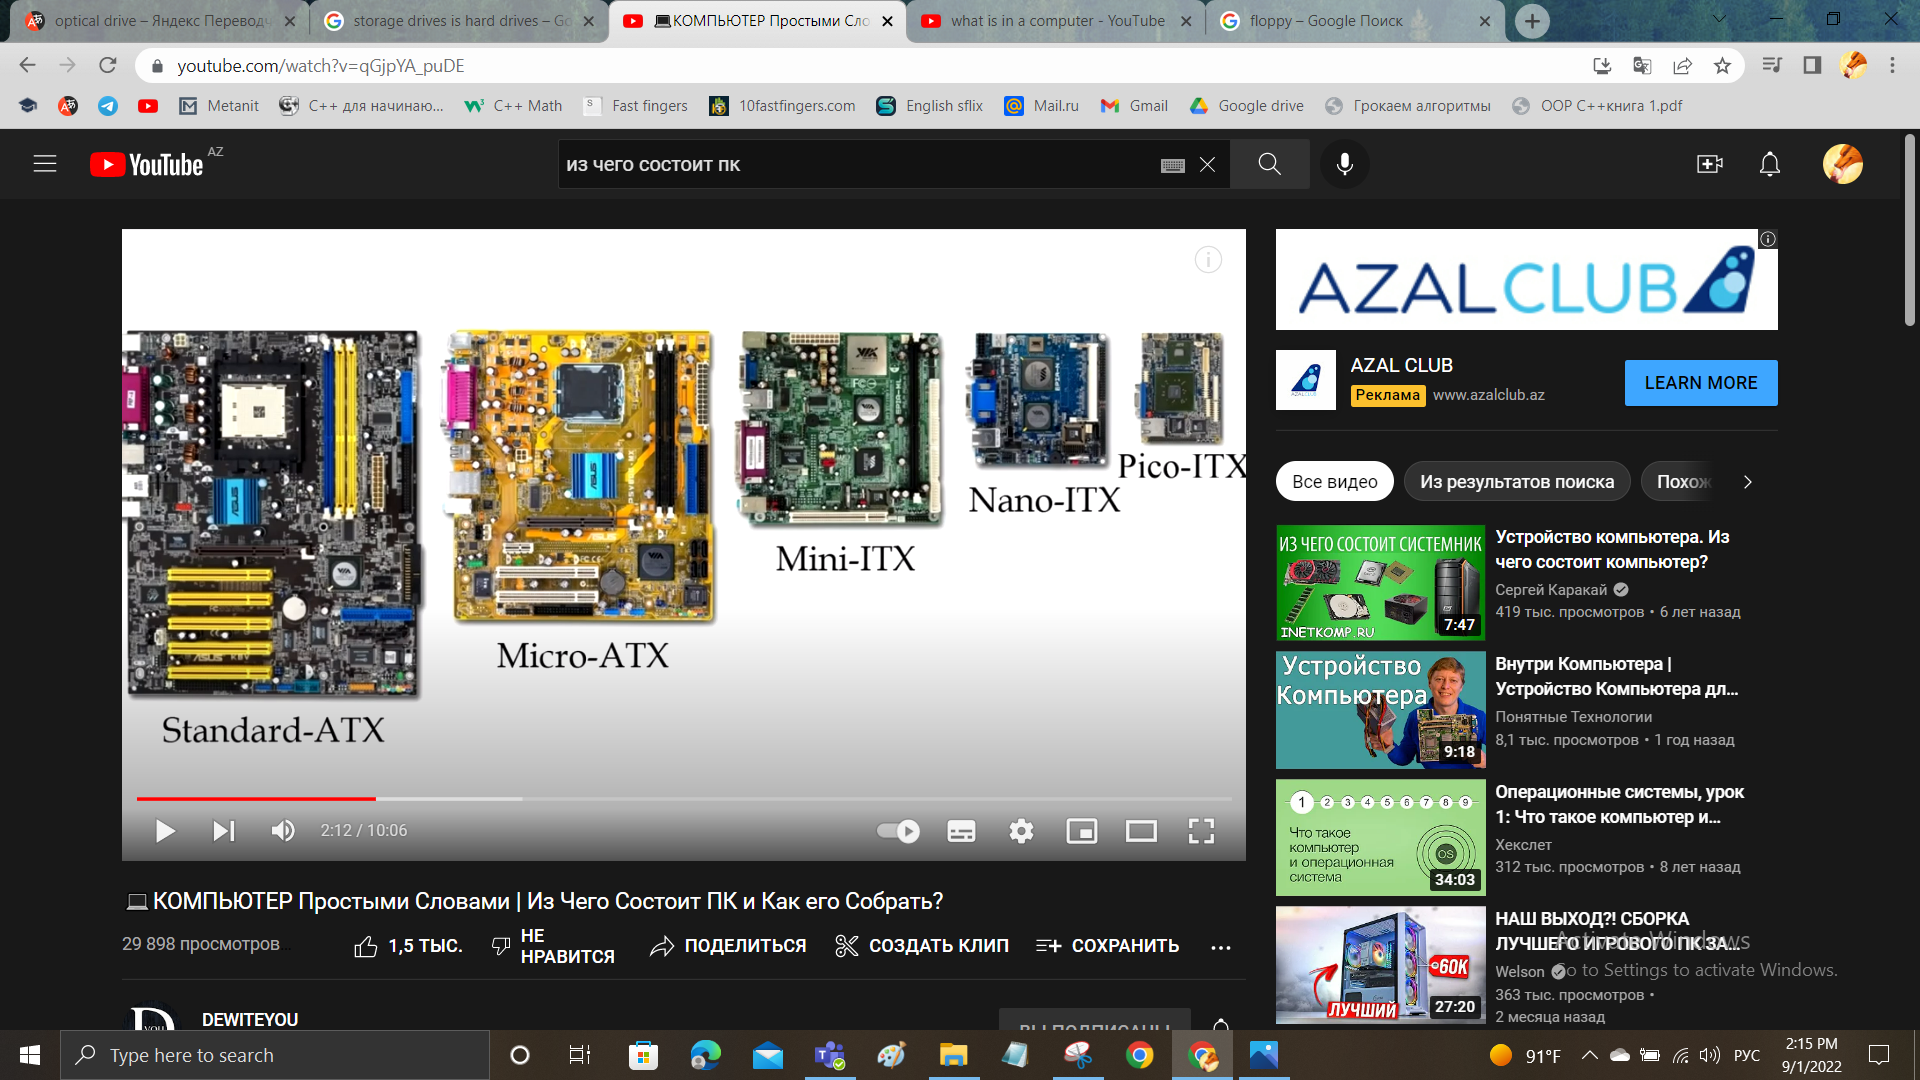 optical drive – Яндекс Переводч
storage drives is hard drives – Go
КОМПЬЮТЕР Простыми Сло
what is in a computer - YouTube
floppy – Google Поиск
youtube.com/watch?v=qGjpYA_puDE
Metanit
C++ для начинаю...
C++ Math
Fast fingers
10fastfingers.com
English sflix
Mail.ru
Gmail
Google drive
Грокаем алгоритмы
OOP C++книга 1.pdf
YouTube AZ
из чего состоит пк
AZAL CLUB
AZAL CLUB
Реклама www.azalclub.az
LEARN MORE
Standard-ATX
Micro-ATX
Mini-ITX
Nano-ITX
Pico-ITX
2:12 / 10:06
Все видео
Из результатов поиска
Похож
ИЗ ЧЕГО СОСТОИТ СИСТЕМНИК
INETKOMP.RU
7:47
Устройство компьютера. Из
чего состоит компьютер?
Сергей Каракай
419 тыс. просмотров • 6 лет назад
Устройство
Компьютера
9:18
Внутри Компьютера |
Устройство Компьютера дл...
Понятные Технологии
8,1 тыс. просмотров • 1 год назад
1 2 3 4 5 6 7 8 9
Что такое
компьютер
и операционная
система
OS
34:03
Операционные системы, урок
1: Что такое компьютер и...
Хекслет
312 тыс. просмотров • 8 лет назад
60K
ЛУЧШИЙ
27:20
НАШ ВЫХОД?! СБОРКА
ЛУЧШЕГО ИГРОВОГО ПК ЗА...
Welson
363 тыс. просмотров •
2 месяца назад
Activate Windows
Go to Settings to activate Windows.
КОМПЬЮТЕР Простыми Словами | Из Чего Состоит ПК и Как его Собрать?
29 898 просмотров...
1,5 ТЫС.
НЕ
НРАВИТСЯ
ПОДЕЛИТЬСЯ
СОЗДАТЬ КЛИП
СОХРАНИТЬ
DEWITEYOU
ВЫ ПОДПИСАНЫ
Type here to search
91°F
РУС
2:15 PM
9/1/2022